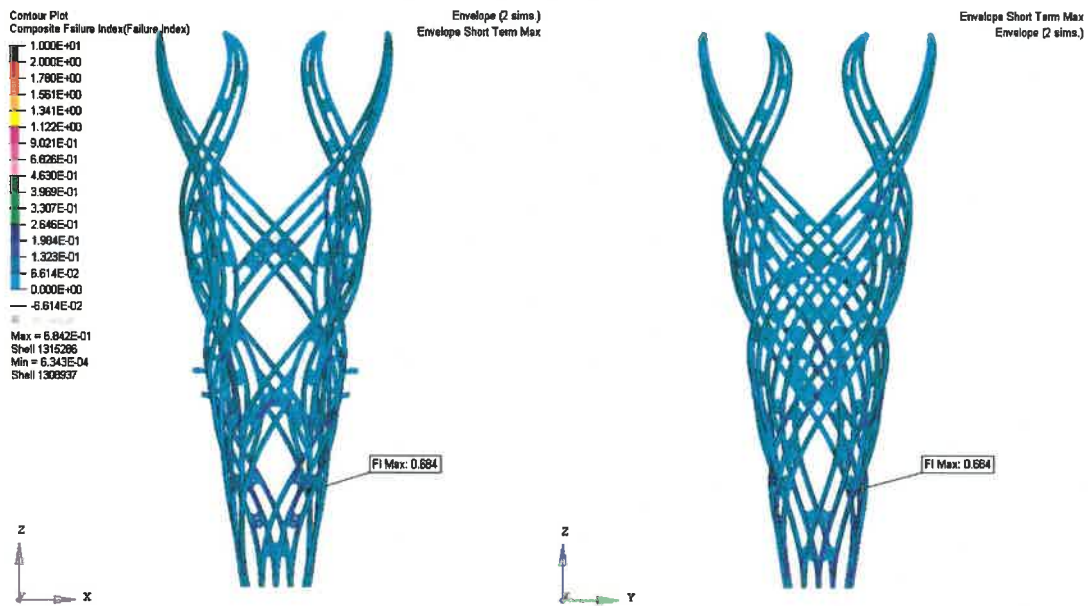 Contour Plot
Composite Failure Index(Failure Index)
1.000E+01
2.000E+00
1.780E+00
1.561E+00
1.341E+00
1.122E+00
9.021E-01
6.826E-01
4.630E-01
3.969E-01
3.307E-01
2.646E-01
1.984E-01
1.323E-01
6.614E-02
0.000E+00
-6.614E-02
Max = 6.842E-01
Shell 1315286
Min = 6.343E-04
Shell 1308937
Envelope (2 sims.)
Envelope Short Term Max
FI Max: 0.684
Z
X
Envelope Short Term Max
Envelope (2 sims.)
FI Max: 0.684
Z
Y